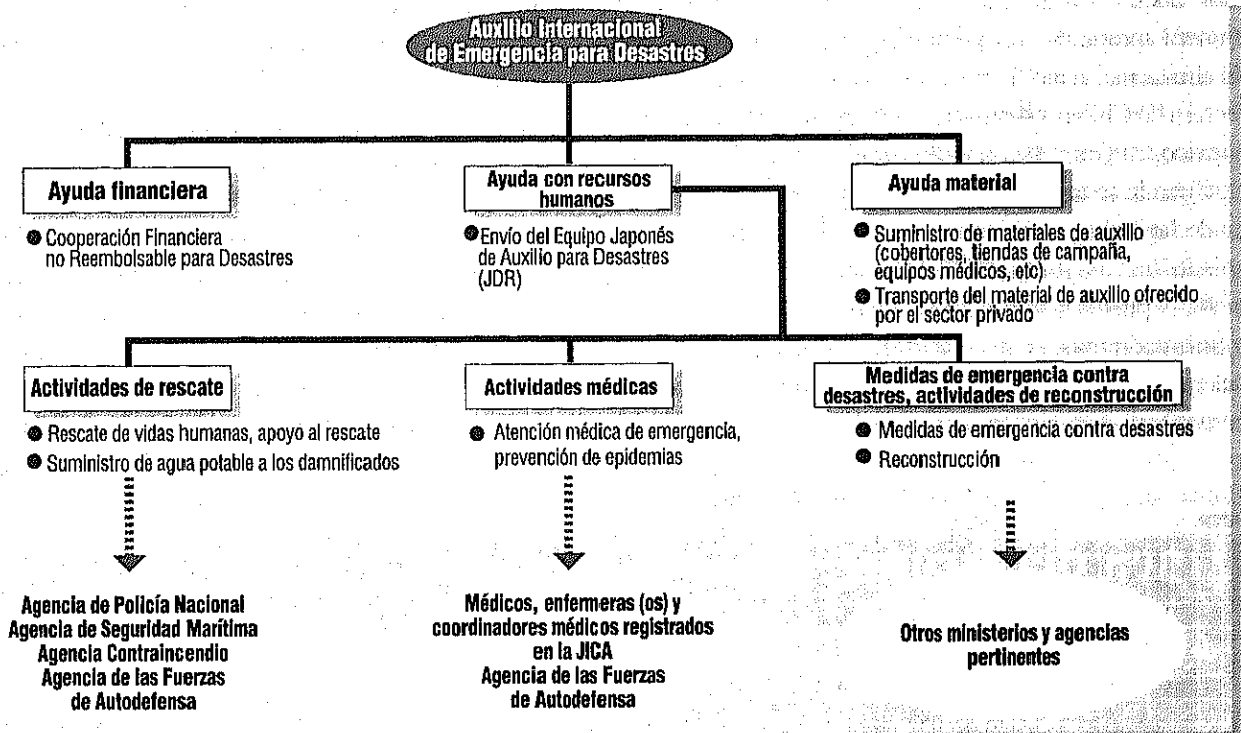 Auxilio Internacional
de Emergencia para Desastres
Ayuda financiera
● Cooperación Financiera
no Reembolsable para Desastres
Ayuda con recursos
humanos
● Envío del Equipo Japonés
de Auxilio para Desastres
(JDR)
Ayuda material
● Suministro de materiales de auxilio
(cobertores, tiendas de campaña,
equipos médicos, etc)
● Transporte del material de auxilio ofrecido
por el sector privado
Actividades de rescate
● Rescate de vidas humanas, apoyo al rescate
● Suministro de agua potable a los damnificados
Actividades médicas
● Atención médica de emergencia,
prevención de epidemias
Medidas de emergencia contra
desastres, actividades de reconstrucción
● Medidas de emergencia contra desastres
● Reconstrucción
Agencia de Policía Nacional
Agencia de Seguridad Marítima
Agencia Contraincendio
Agencia de las Fuerzas
de Autodefensa
Médicos, enfermeras (os) y
coordinadores médicos registrados
en la JICA
Agencia de las Fuerzas
de Autodefensa
Otros ministerios y agencias
pertinentes